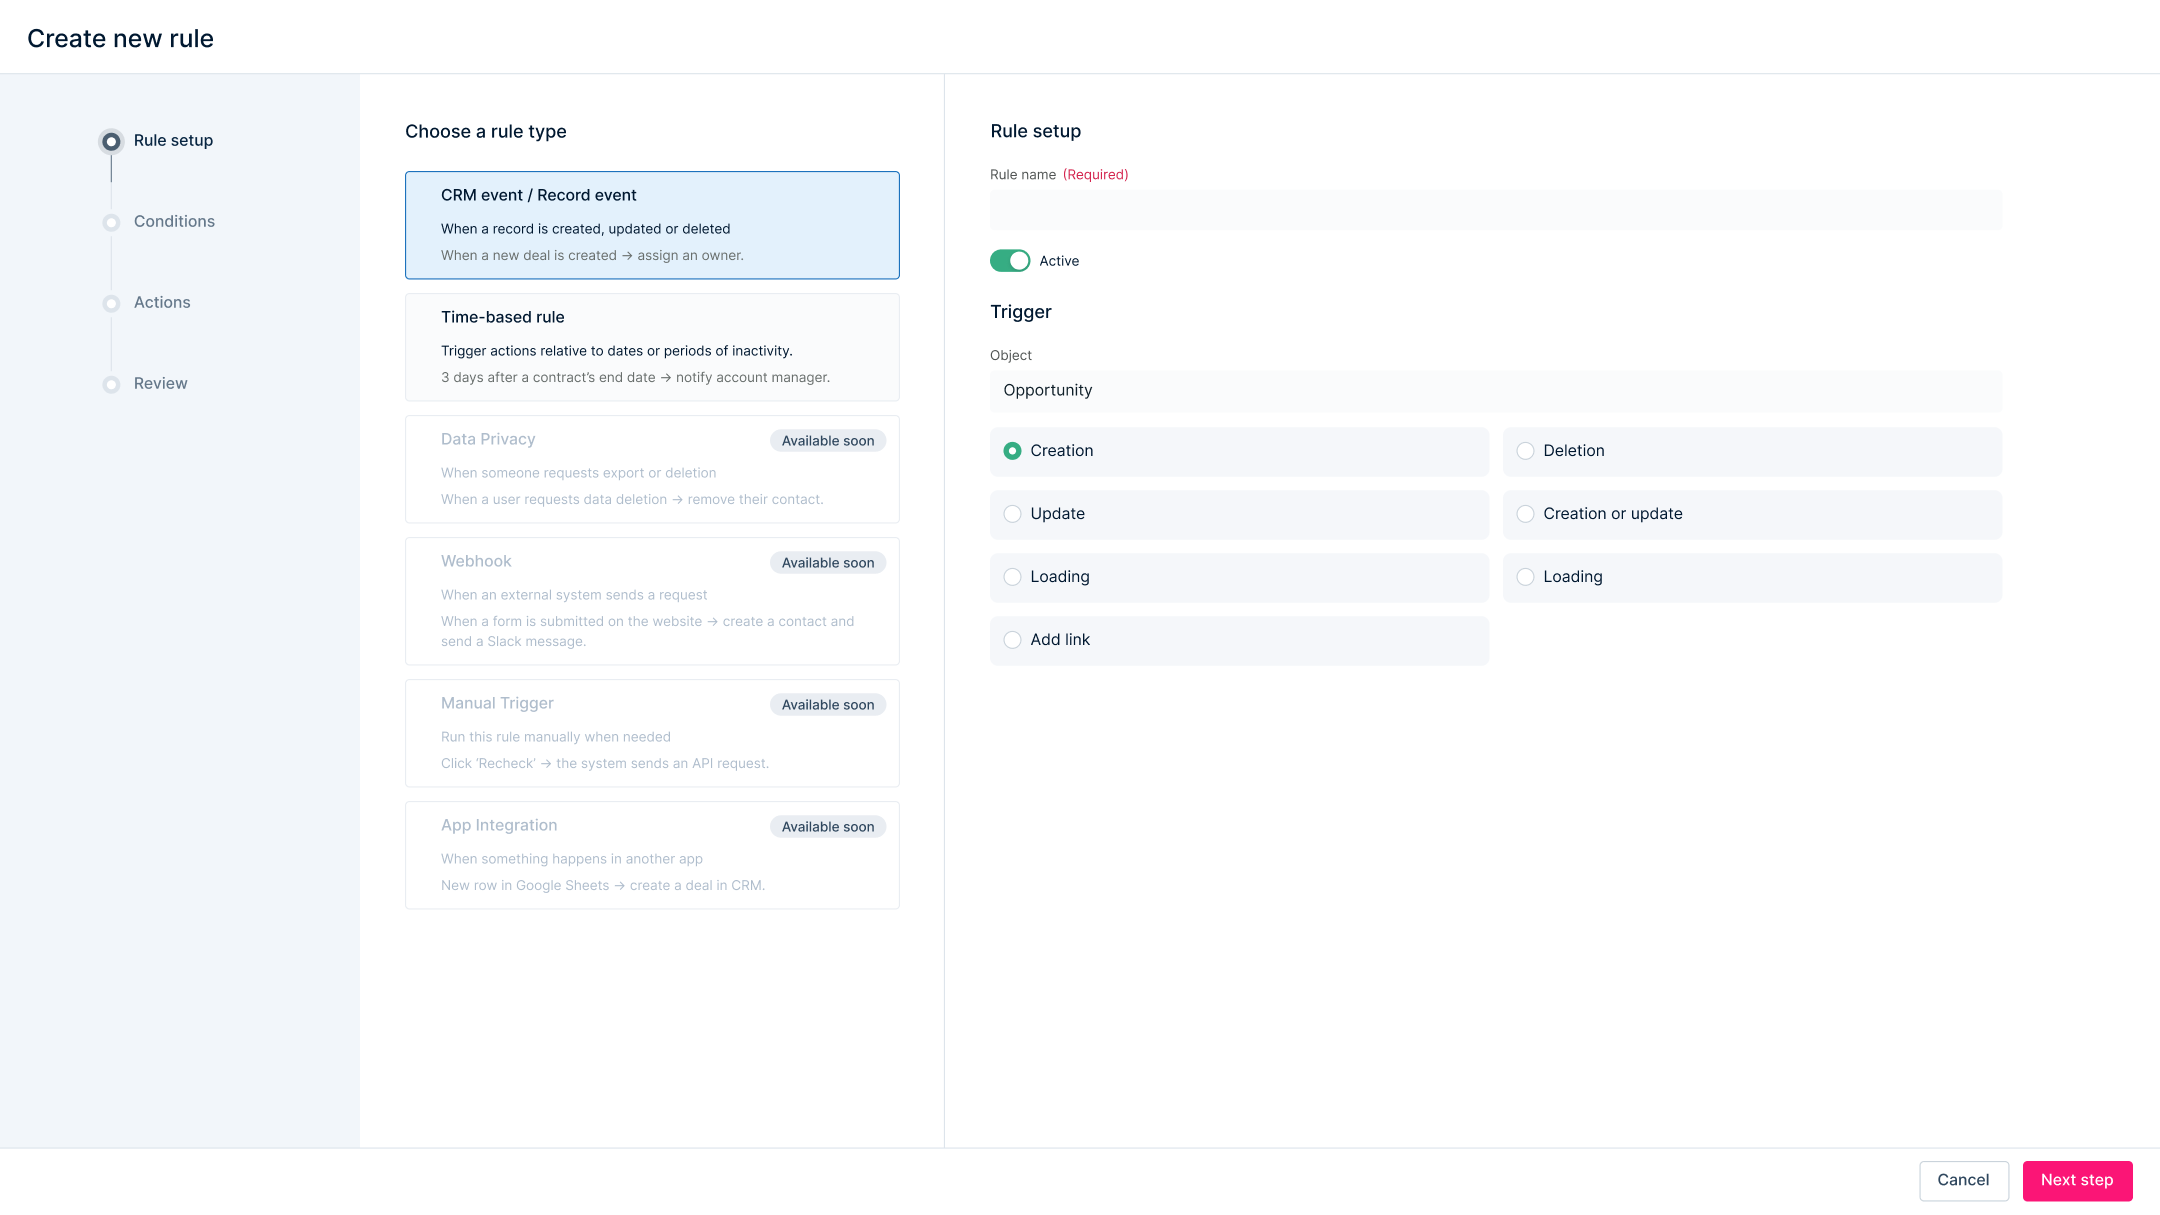 Create new rule
Rule setup
Conditions
Actions
Review
Choose a rule type
CRM event / Record event
When a record is created, updated or deleted
When a new deal is created → assign an owner.
Time-based rule
Trigger actions relative to dates or periods of inactivity.
3 days after a contract’s end date → notify account manager.
Data Privacy
Available soon
When someone requests export or deletion
When a user requests data deletion → remove their contact.
Webhook
Available soon
When an external system sends a request
When a form is submitted on the website → create a contact and
send a Slack message.
Manual Trigger
Available soon
Run this rule manually when needed
Click ‘Recheck’ → the system sends an API request.
App Integration
Available soon
When something happens in another app
New row in Google Sheets → create a deal in CRM.
Rule setup
Rule name (Required)
Active
Trigger
Object
Opportunity
Creation
Deletion
Update
Creation or update
Loading
Loading
Add link
Cancel
Next step